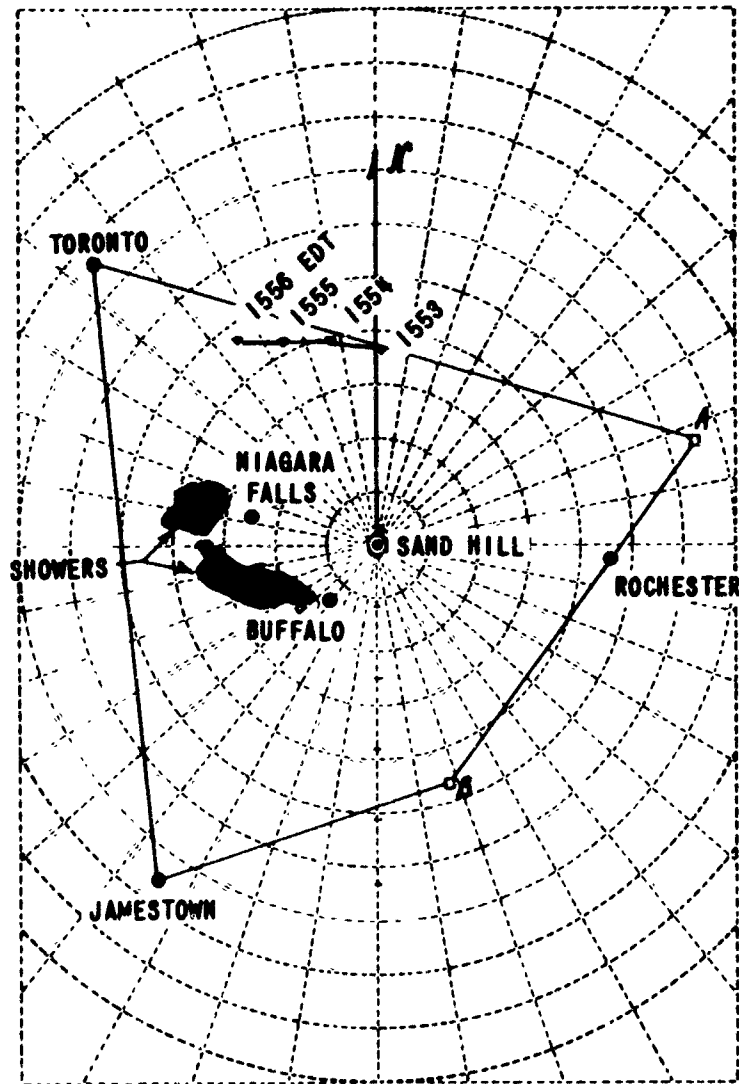 N
TORONTO
1556 EDT
1555
1554
1553
A
NIAGARA
FALLS
SAND HILL
SHOWERS
ROCHESTER
BUFFALO
B
JAMESTOWN